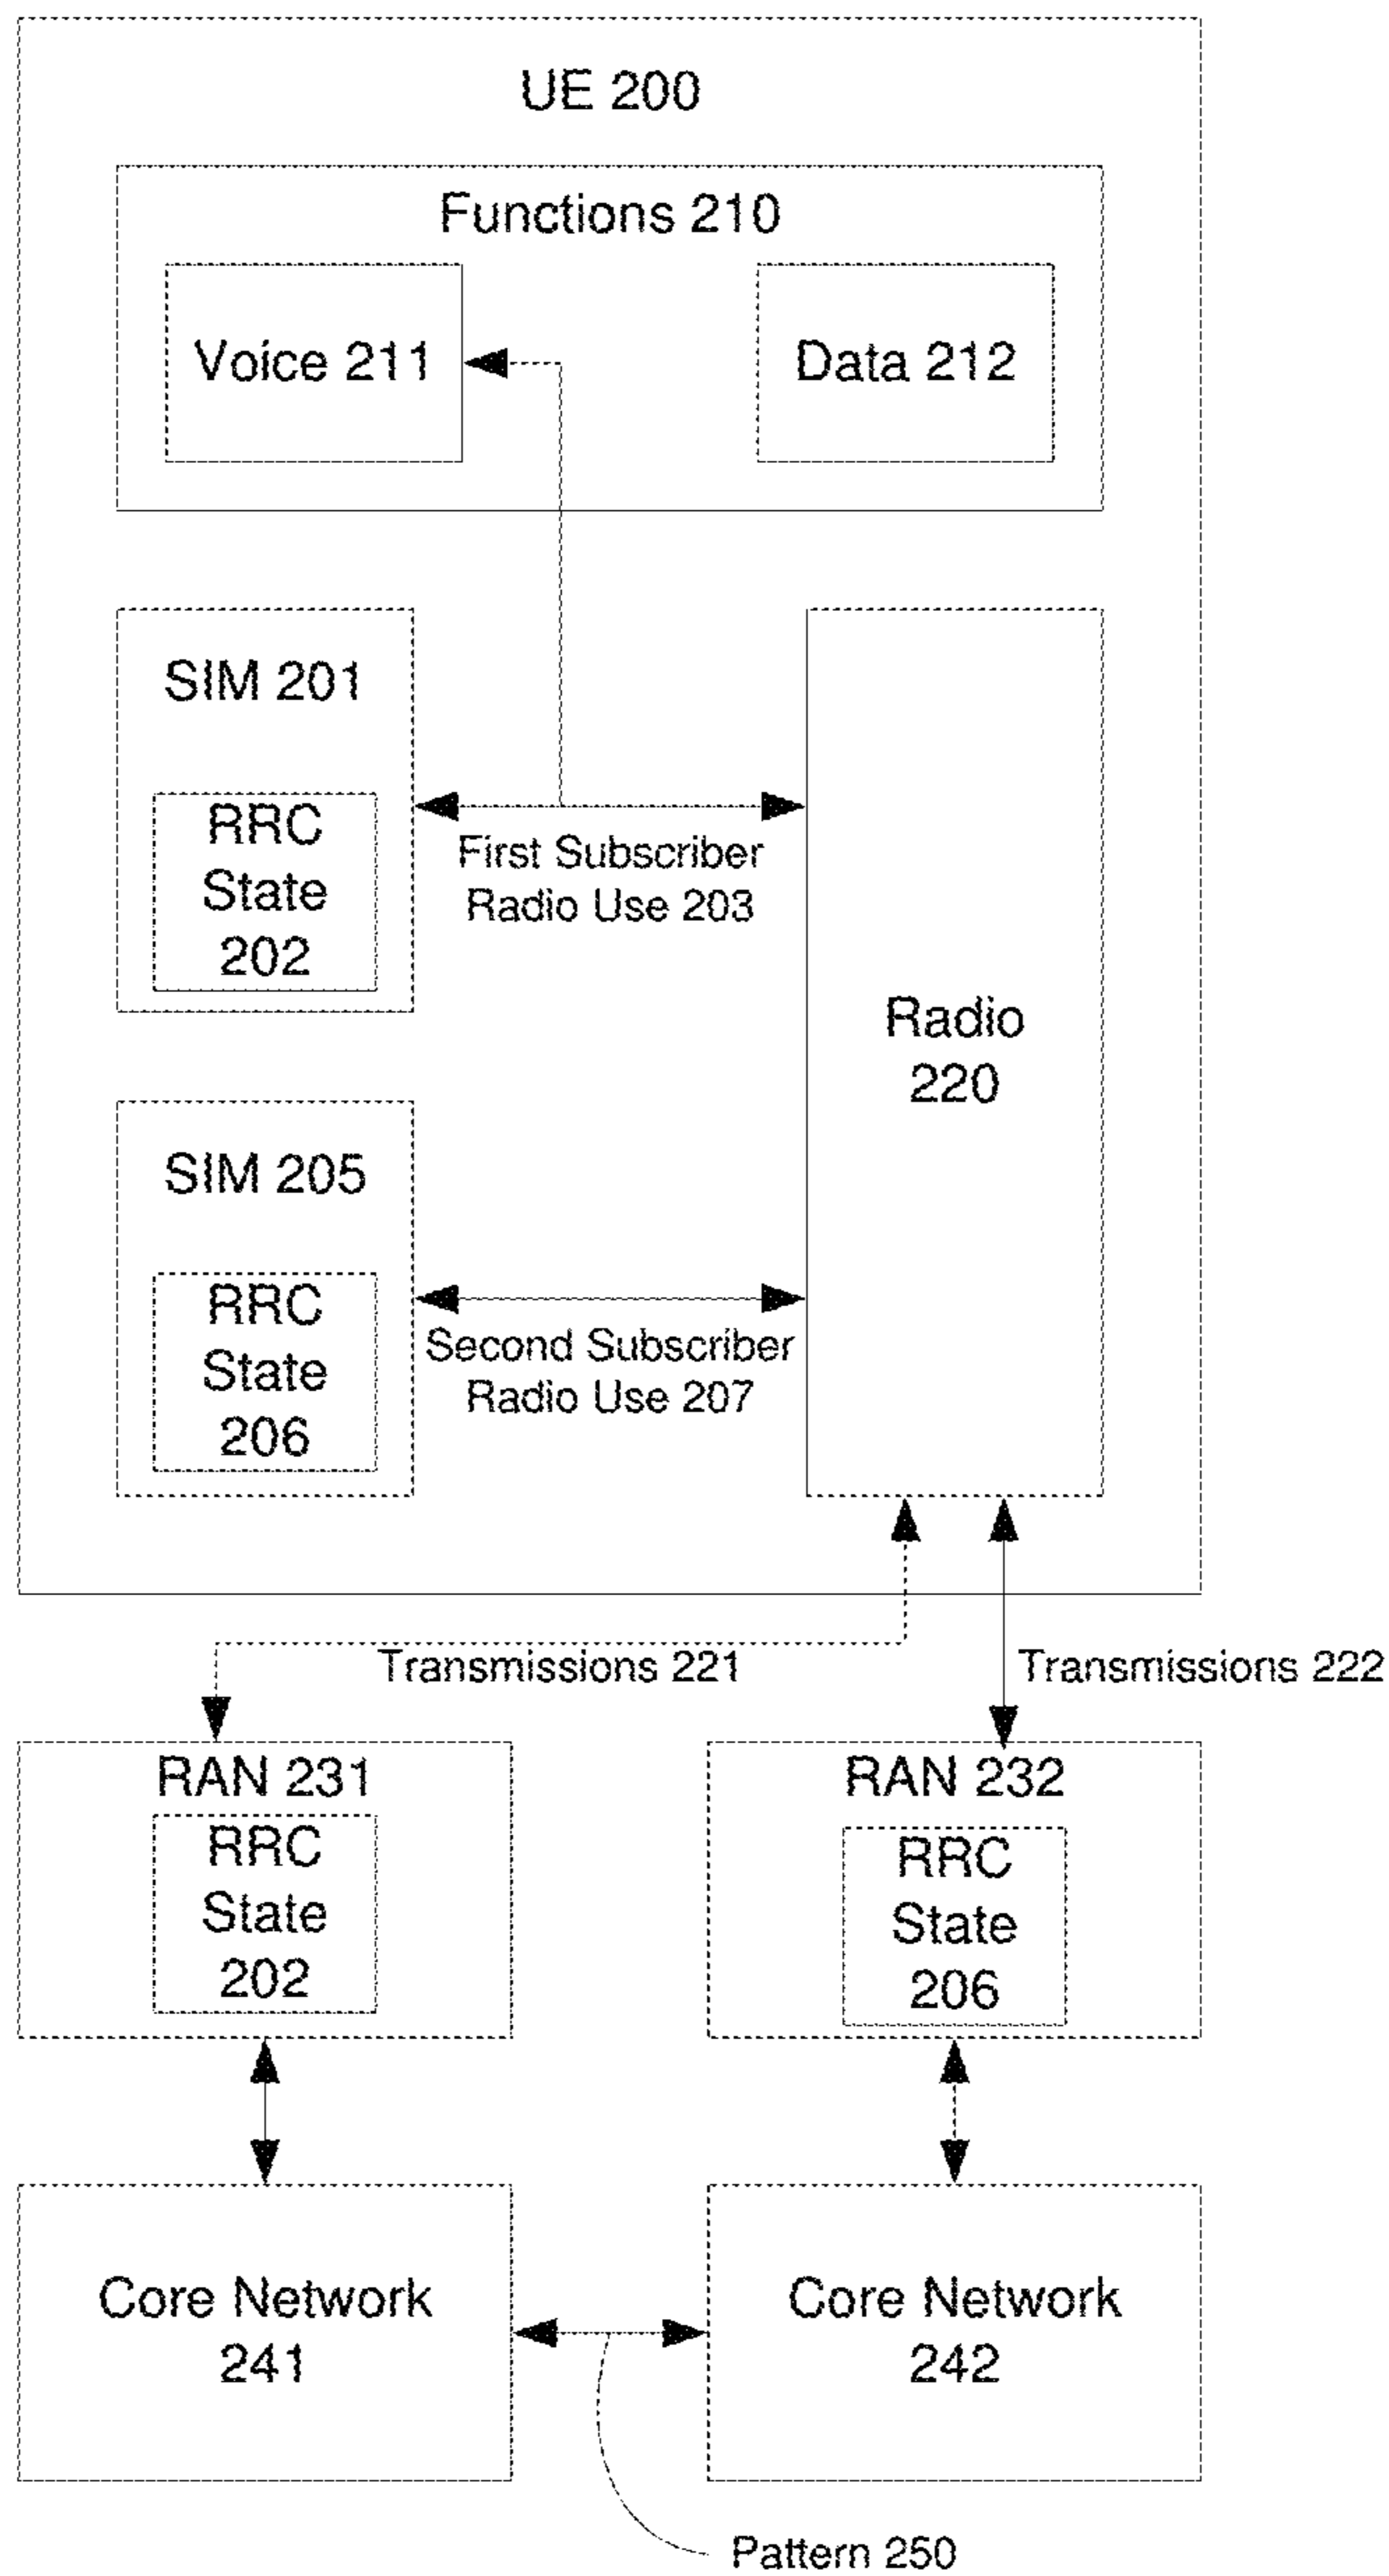 UE 200
Functions 210
Voice 211
Data 212
SIM 201
RRC
State
202
First Subscriber
Radio Use 203
Radio
220
SIM 205
RRC
State
206
Second Subscriber
Radio Use 207
Transmissions 221
Transmissions 222
RAN 231
RRC
State
202
RAN 232
RRC
State
206
Core Network
241
Core Network
242
Pattern 250